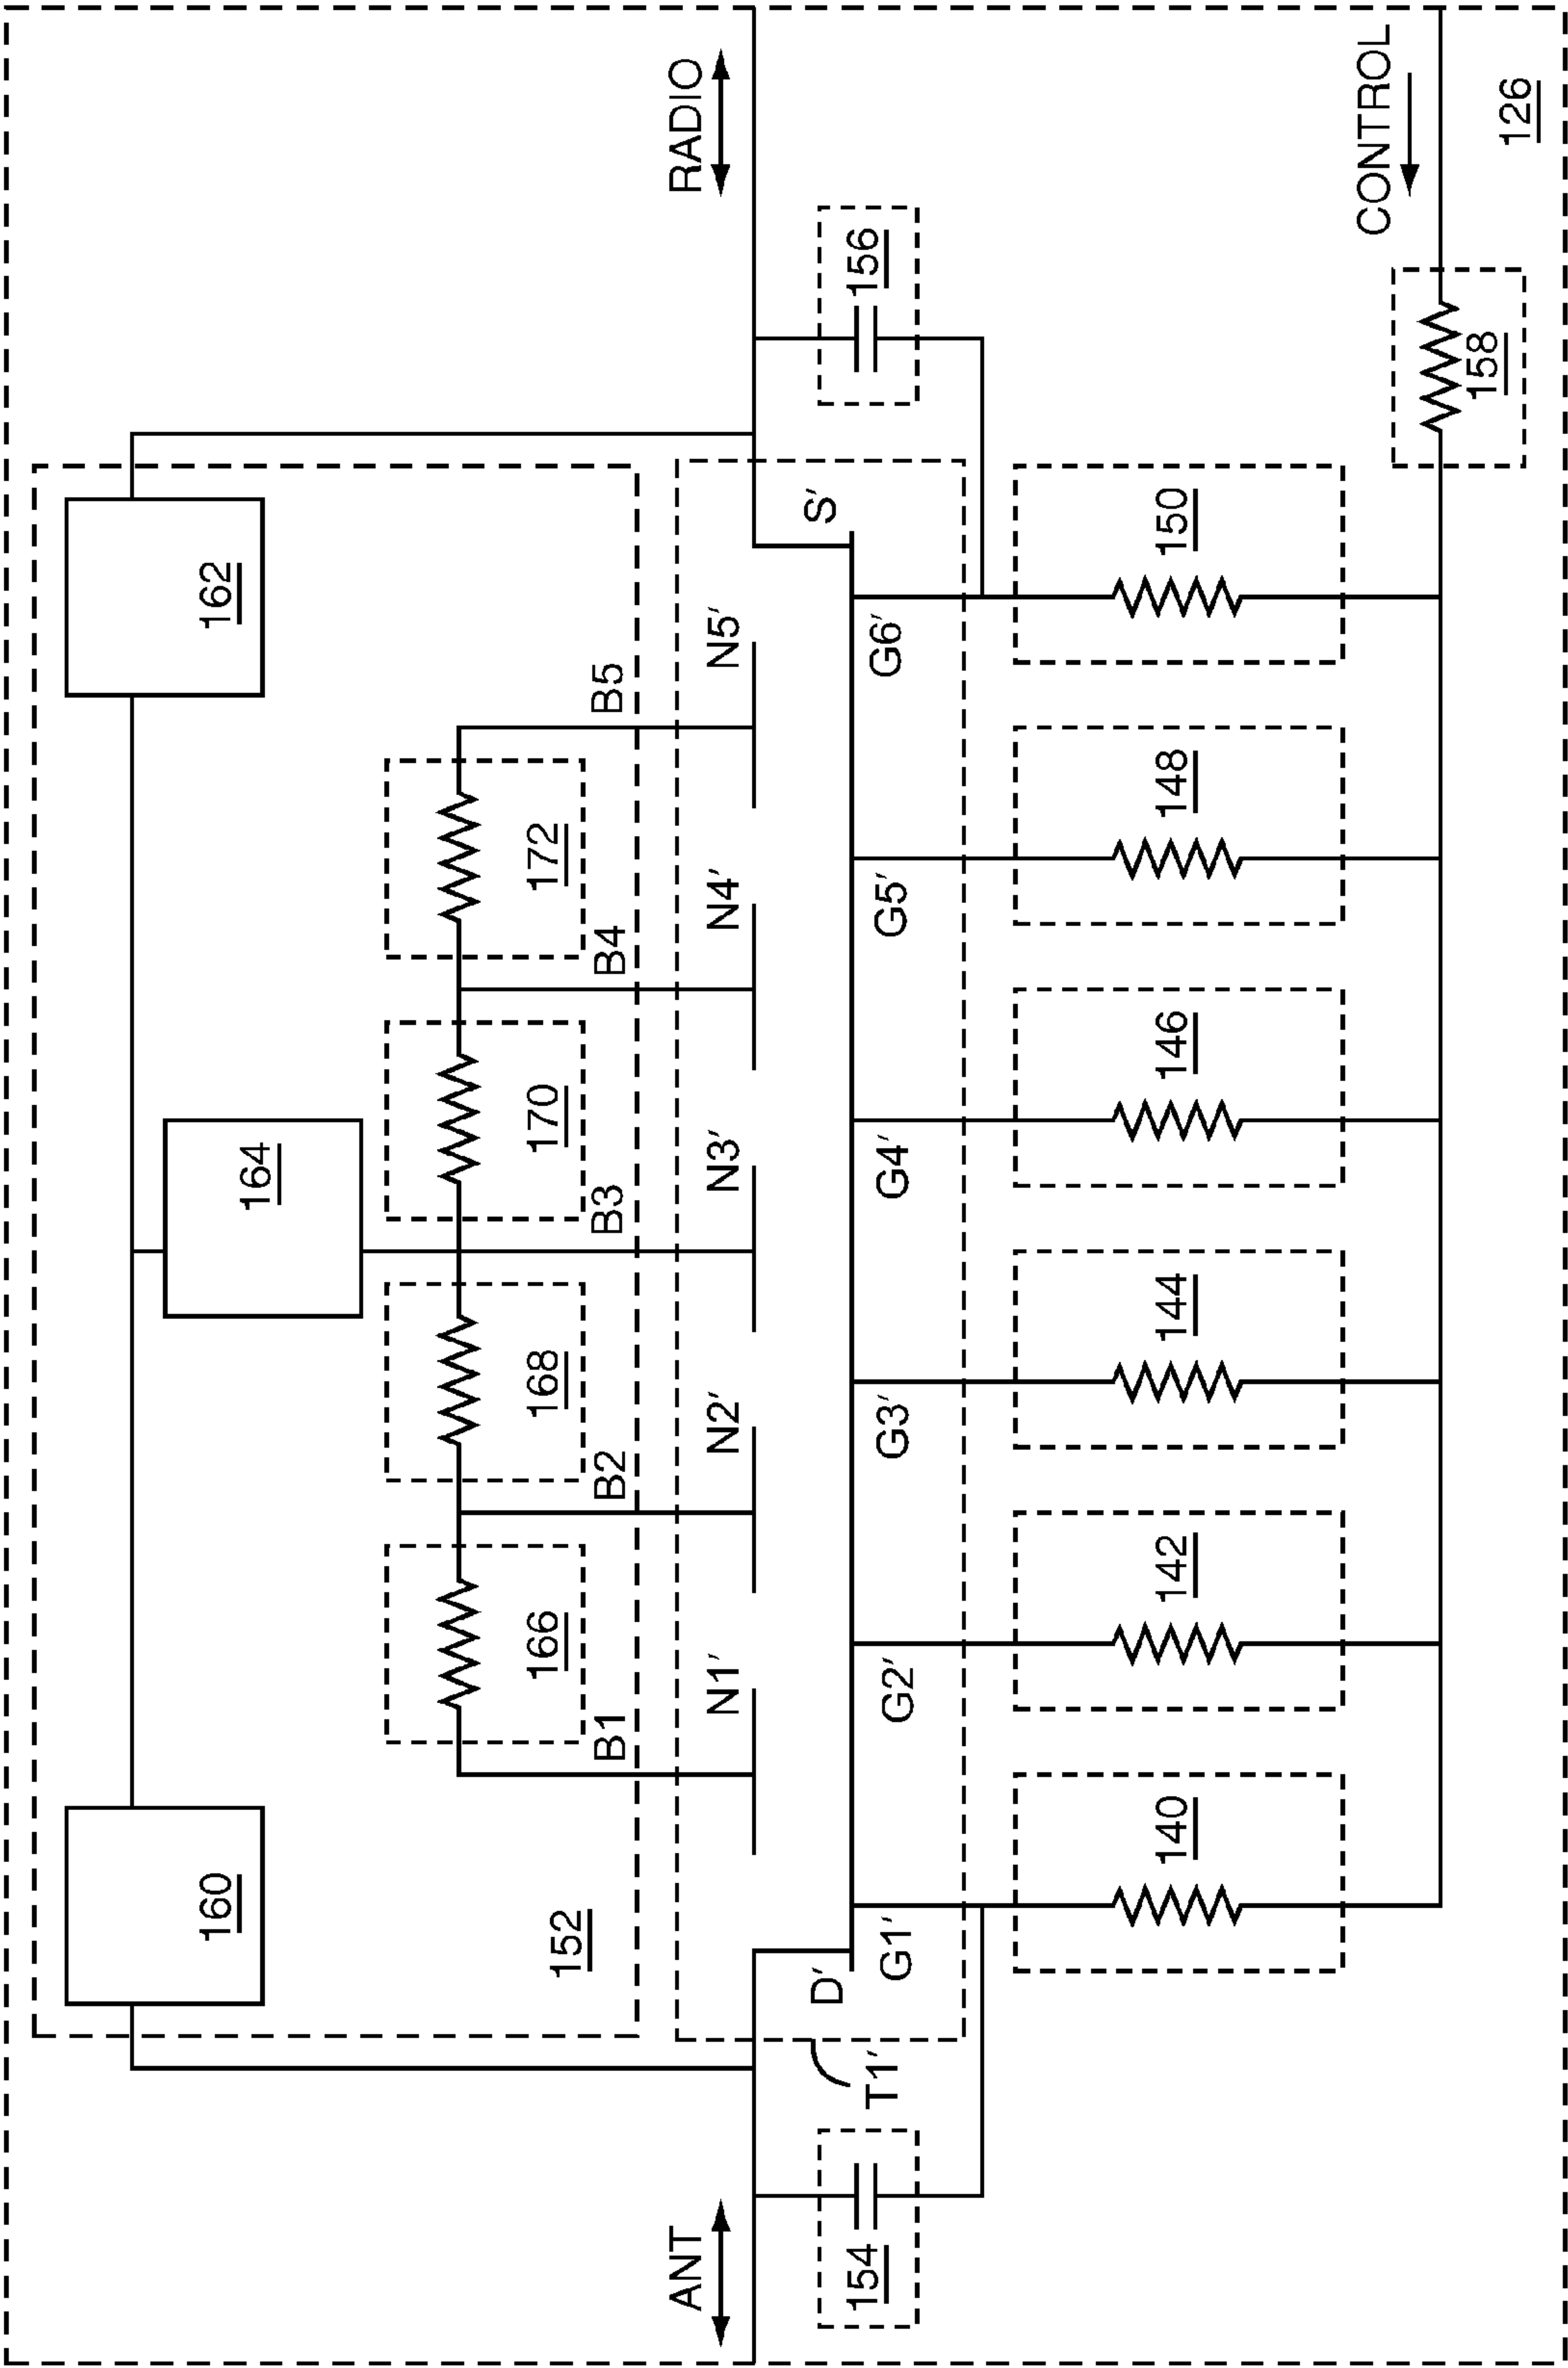 160
164
162
152
166
168
170
172
B1
B2
B3
B4
B5
ANT
N1′
N2′
N3′
N4′
N5′
RADIO
D′
S′
T1′
154
156
G1′
G2′
G3′
G4′
G5′
G6′
140
142
144
146
148
150
CONTROL
158
126